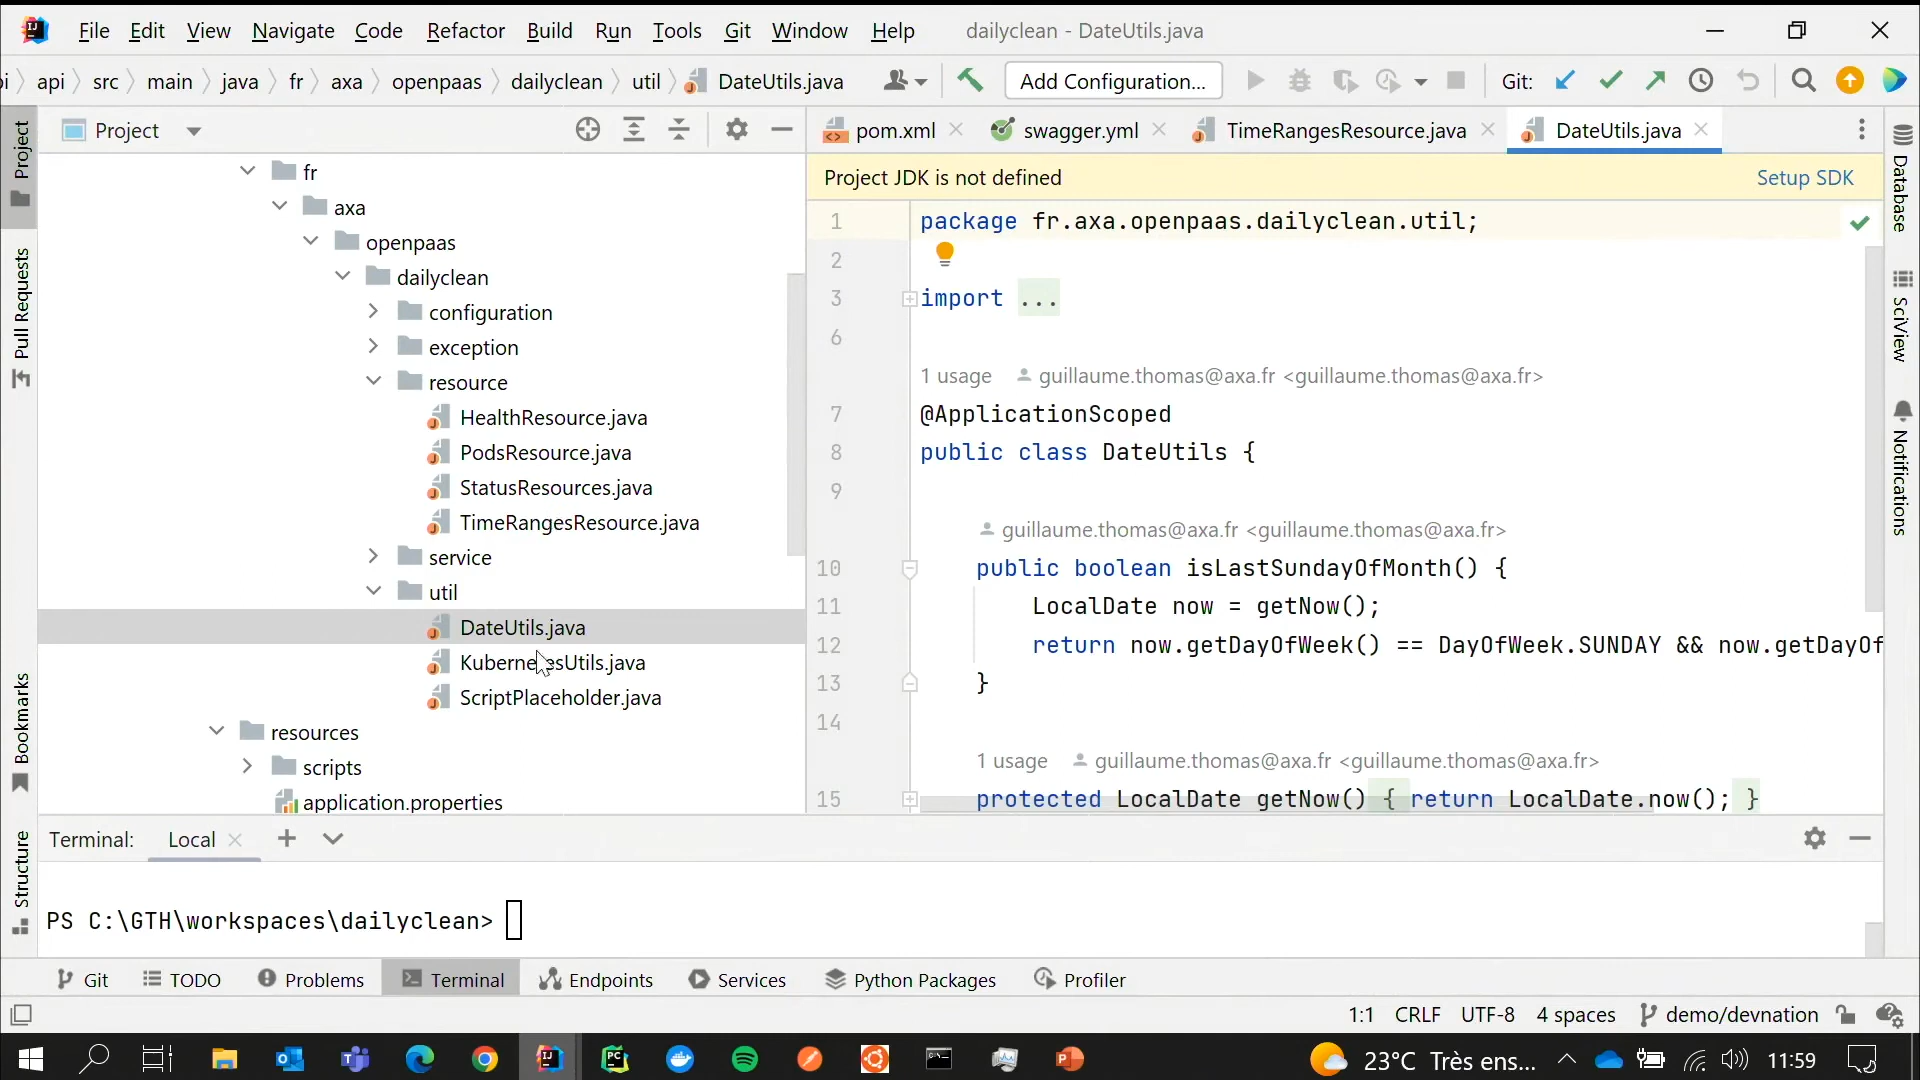 File Edit View Navigate Code Refactor Build Run Tools Git Window Help dailyclean - DateUtils.java
api src main java fr axa openpaas dailyclean util DateUtils.java Add Configuration... Git:
Project
pom.xml swagger.yml TimeRangesResource.java DateUtils.java
Project JDK is not defined Setup SDK
fr
axa
openpaas
dailyclean
configuration
exception
resource
HealthResource.java
PodsResource.java
StatusResources.java
TimeRangesResource.java
service
util
DateUtils.java
KubernetesUtils.java
ScriptPlaceholder.java
resources
scripts
application.properties
1 package fr.axa.openpaas.dailyclean.util;
2
3 import ...
6
1 usage guillaume.thomas@axa.fr <guillaume.thomas@axa.fr>
7 @ApplicationScoped
8 public class DateUtils {
9
guillaume.thomas@axa.fr <guillaume.thomas@axa.fr>
10 public boolean isLastSundayOfMonth() {
11 LocalDate now = getNow();
12 return now.getDayOfWeek() == DayOfWeek.SUNDAY && now.getDayOf
13 }
14
1 usage guillaume.thomas@axa.fr <guillaume.thomas@axa.fr>
15 protected LocalDate getNow() { return LocalDate.now(); }
Project
Pull Requests
Bookmarks
Structure
Database
SciView
Notifications
Terminal: Local
PS C:\GTH\workspaces\dailyclean>
Git TODO Problems Terminal Endpoints Services Python Packages Profiler
1:1 CRLF UTF-8 4 spaces demo/devnation
23°C Très ens... 11:59